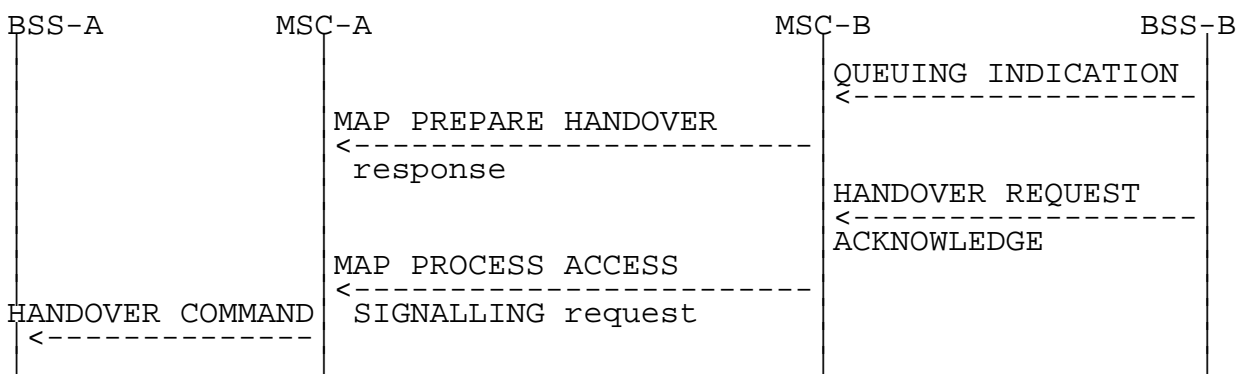 BSS-A MSC-A MSC-B BSS-B
QUEUING INDICATION
MAP PREPARE HANDOVER
response
HANDOVER REQUEST
ACKNOWLEDGE
MAP PROCESS ACCESS
HANDOVER COMMAND SIGNALLING request